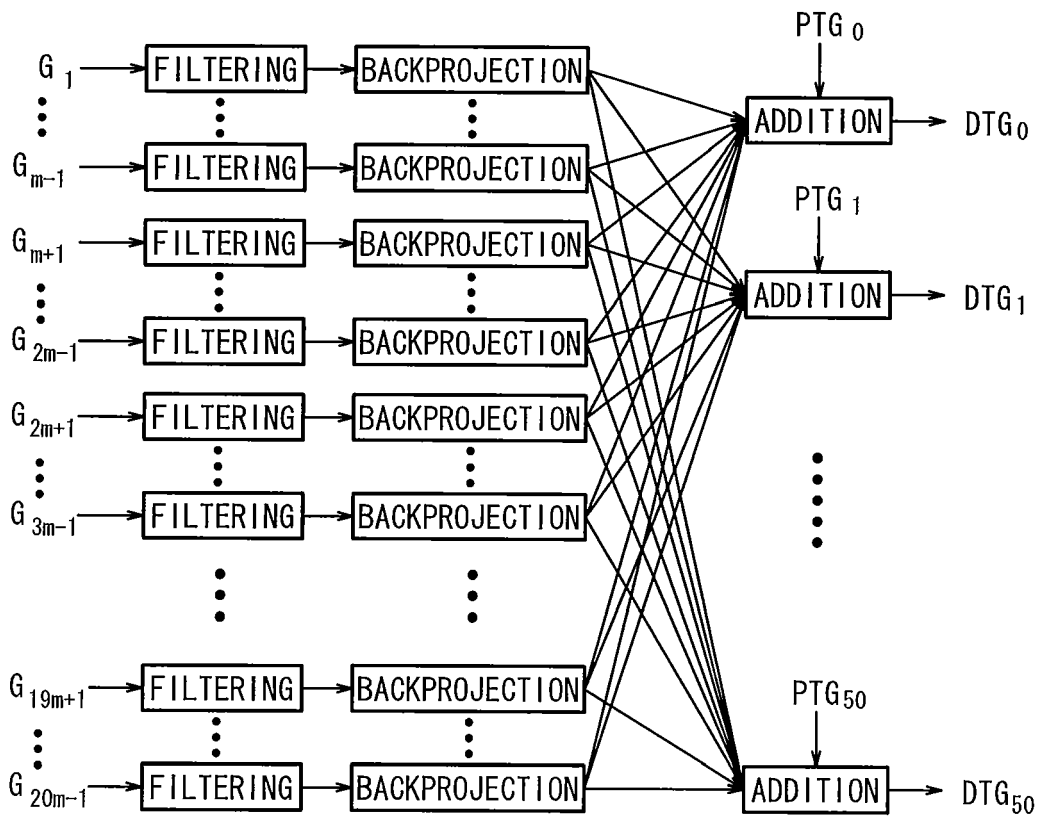 PTG0
G1 FILTERING BACKPROJECTION
ADDITION DTG0
Gm-1 FILTERING BACKPROJECTION
PTG1
Gm+1 FILTERING BACKPROJECTION
ADDITION DTG1
G2m-1 FILTERING BACKPROJECTION
G2m+1 FILTERING BACKPROJECTION
G3m-1 FILTERING BACKPROJECTION
G19m+1 FILTERING BACKPROJECTION
PTG50
G20m-1 FILTERING BACKPROJECTION ADDITION DTG50